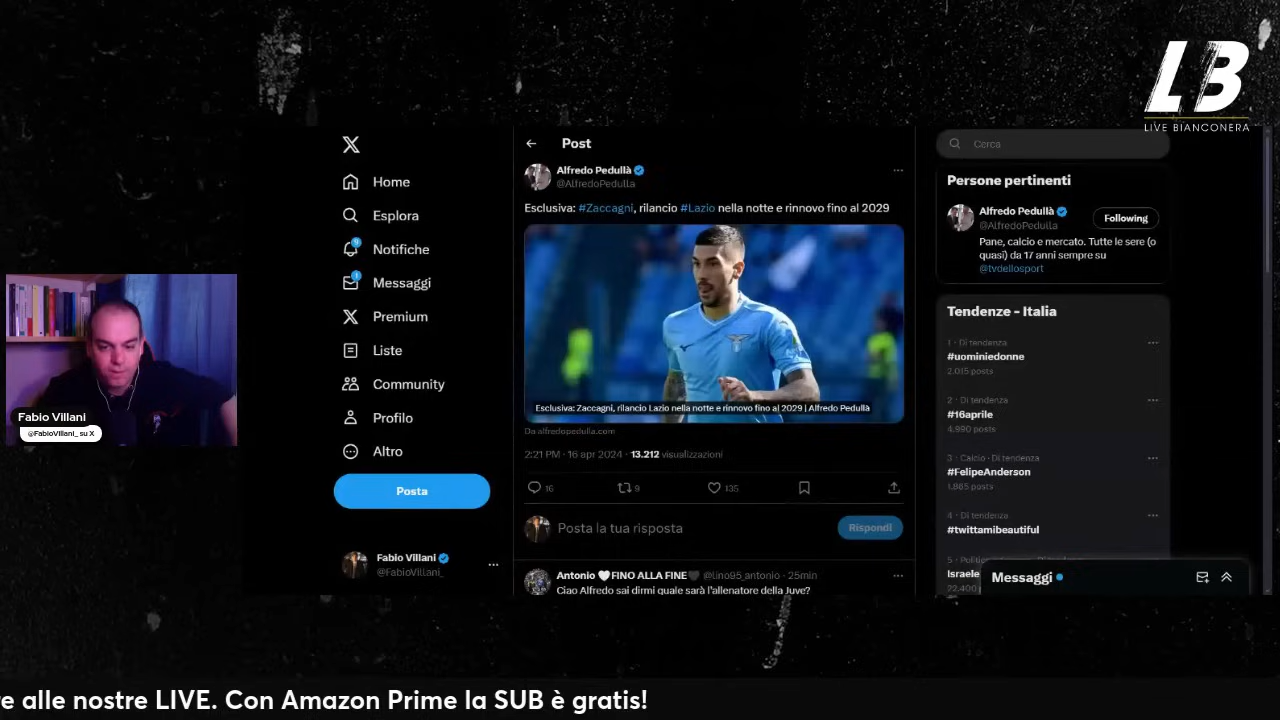 LB
LIVE BIANCONERA
Home
Esplora
9
Notifiche
1
Messaggi
Premium
Liste
Community
Profilo
Altro
Posta
Fabio Villani
@FabioVillani_
Fabio Villani
@FabioVillani_ su X
Post
Alfredo Pedullà
@AlfredoPedulla
Esclusiva: #Zaccagni, rilancio #Lazio nella notte e rinnovo fino al 2029
Esclusiva: Zaccagni, rilancio Lazio nella notte e rinnovo fino al 2029 | Alfredo Pedullà
Da alfredopedulla.com
2:21 PM · 16 apr 2024 · 13.212 visualizzazioni
16 9 135
Posta la tua risposta
Rispondi
Antonio 🤍FINO ALLA FINE🖤 @lino95_antonio · 25min
Ciao Alfredo sai dirmi quale sarà l'allenatore della Juve?
Cerca
Persone pertinenti
Alfredo Pedullà
@AlfredoPedulla
Following
Pane, calcio e mercato. Tutte le sere (o
quasi) da 17 anni sempre su
@tvdellosport
Tendenze - Italia
1 · Di tendenza
#uominiedonne
2.015 posts
2 · Di tendenza
#16aprile
4.990 posts
3 · Calcio · Di tendenza
#FelipeAnderson
1.885 posts
4 · Di tendenza
#twittamibeautiful
Israele
22.400
Messaggi
e alle nostre LIVE. Con Amazon Prime la SUB è gratis!